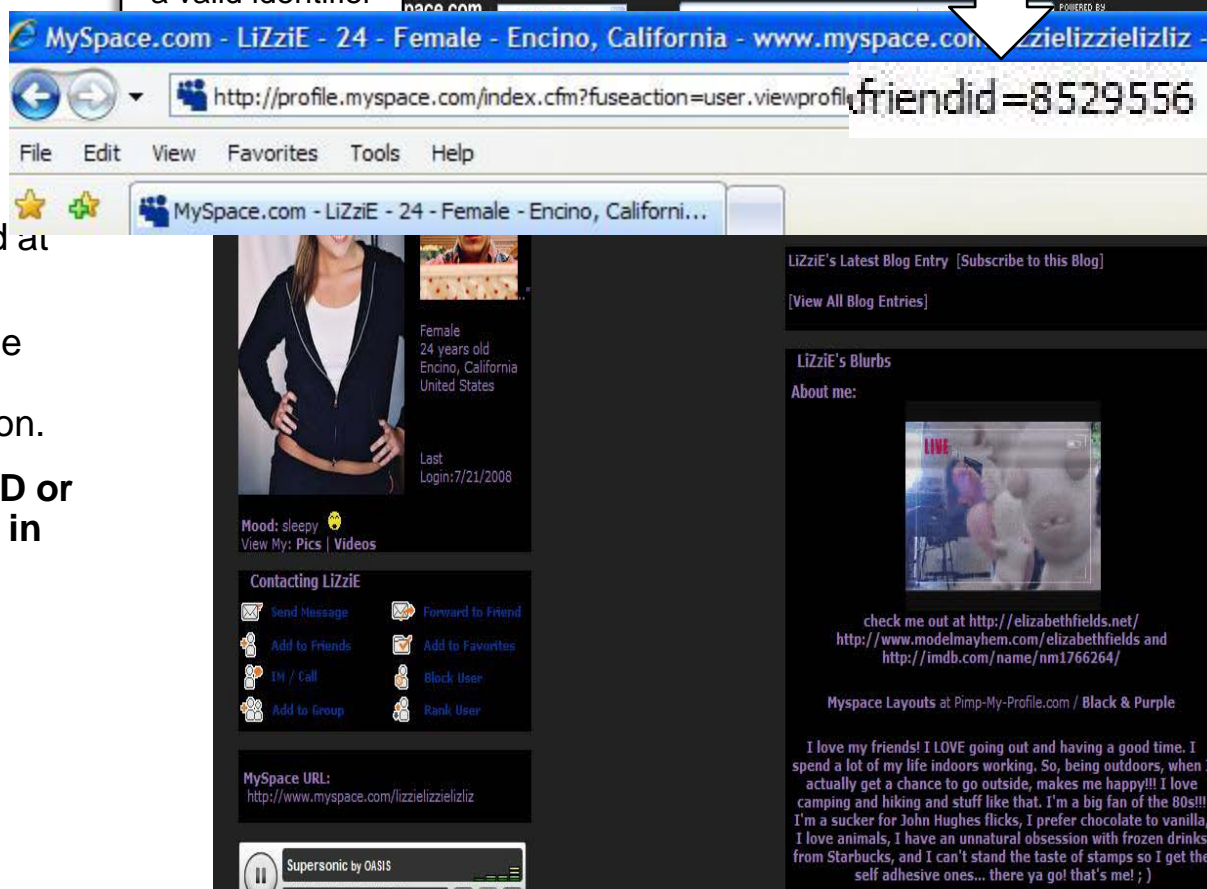 a valid identifier
pace.com
POWERED BY
MySpace.com - LiZziE - 24 - Female - Encino, California - www.myspace.com zzielizzielizliz -
http://profile.myspace.com/index.cfm?fuseaction=user.viewprofile
friendid=8529556
File Edit View Favorites Tools Help
MySpace.com - LiZziE - 24 - Female - Encino, Californi...
d at
e
on.
D or
in
Female
24 years old
Encino, California
United States
Last
Login:7/21/2008
Mood: sleepy
View My: Pics | Videos
Contacting LiZziE
Send Message Forward to Friend
Add to Friends Add to Favorites
IM / Call Block User
Add to Group Rank User
MySpace URL:
http://www.myspace.com/lizzielizzielizliz
Supersonic by OASIS
LiZziE's Latest Blog Entry [Subscribe to this Blog]
[View All Blog Entries]
LiZziE's Blurbs
About me:
LIVE
check me out at http://elizabethfields.net/
http://www.modelmayhem.com/elizabethfields and
http://imdb.com/name/nm1766264/
Myspace Layouts at Pimp-My-Profile.com / Black & Purple
I love my friends! I LOVE going out and having a good time. I
spend a lot of my life indoors working. So, being outdoors, when I
actually get a chance to go outside, makes me happy!!! I love
camping and hiking and stuff like that. I'm a big fan of the 80s!!!
I'm a sucker for John Hughes flicks, I prefer chocolate to vanilla,
I love animals, I have an unnatural obsession with frozen drinks
from Starbucks, and I can't stand the taste of stamps so I get the
self adhesive ones... there ya go! that's me! ; )